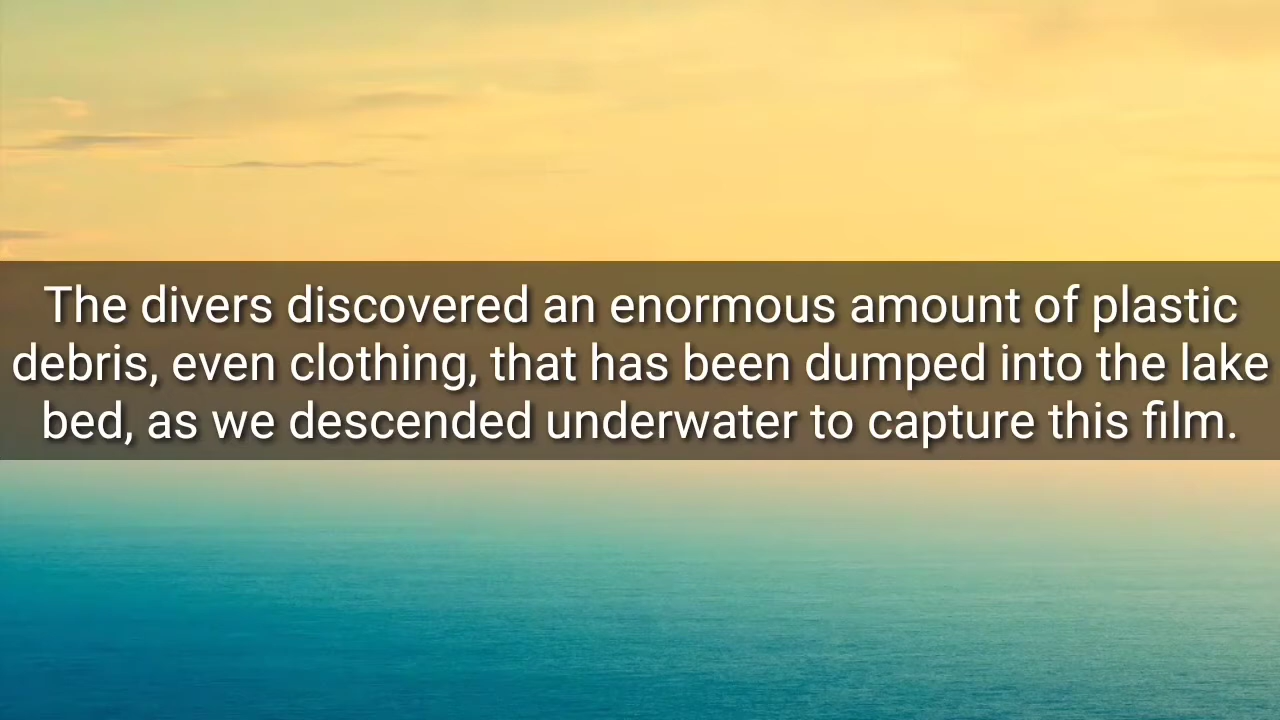 The divers discovered an enormous amount of plastic
debris, even clothing, that has been dumped into the lake
bed, as we descended underwater to capture this film.